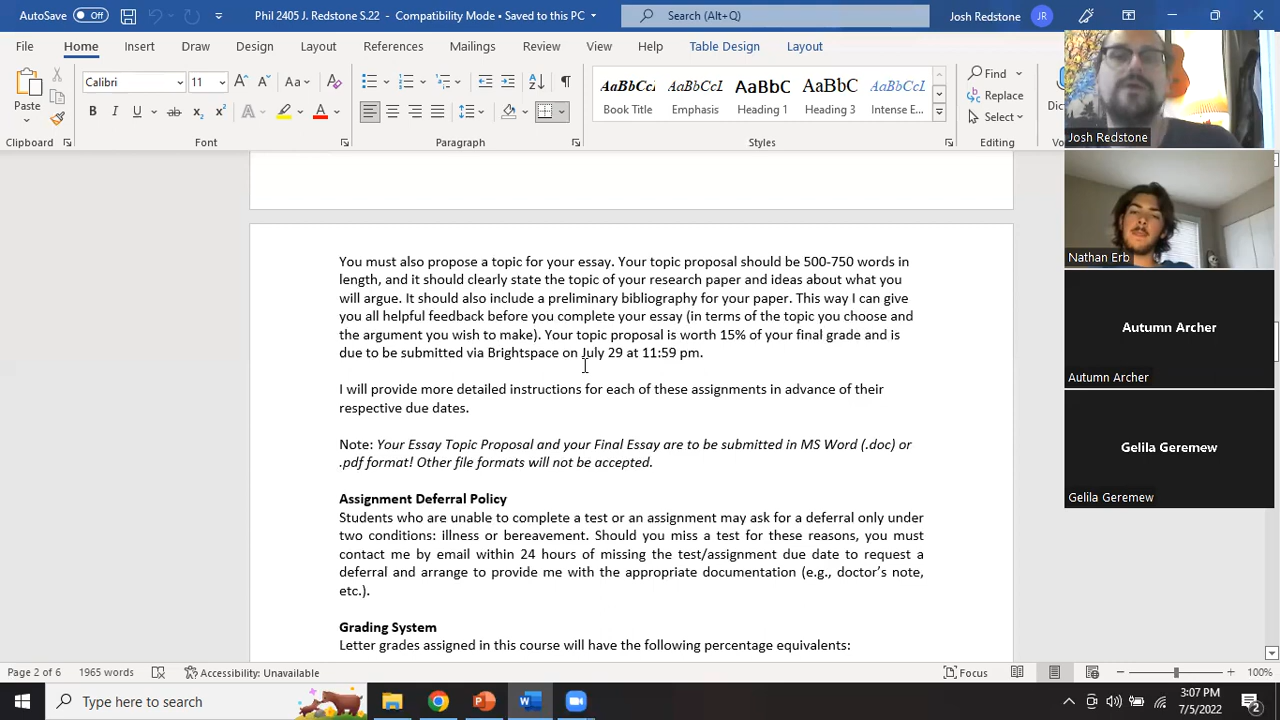 AutoSave Off Phil 2405 J. Redstone S.22 - Compatibility Mode • Saved to this PC Search (Alt+Q) Josh Redstone JR
File Home Insert Draw Design Layout References Mailings Review View Help Table Design Layout
Paste
Calibri 11 Aa
Clipboard Font Paragraph Styles Editing
AaBbCcL AaBbCcL AaBbCc AaBbC AaBbCcL
Book Title Emphasis Heading 1 Heading 3 Intense E...
Find
Replace
Select
Dic
Vo
Josh Redstone
Nathan Erb
Autumn Archer
Autumn Archer
Gelila Geremew
Gelila Geremew
You must also propose a topic for your essay. Your topic proposal should be 500-750 words in
length, and it should clearly state the topic of your research paper and ideas about what you
will argue. It should also include a preliminary bibliography for your paper. This way I can give
you all helpful feedback before you complete your essay (in terms of the topic you choose and
the argument you wish to make). Your topic proposal is worth 15% of your final grade and is
due to be submitted via Brightspace on July 29 at 11:59 pm.
I will provide more detailed instructions for each of these assignments in advance of their
respective due dates.
Note: Your Essay Topic Proposal and your Final Essay are to be submitted in MS Word (.doc) or
.pdf format! Other file formats will not be accepted.
Assignment Deferral Policy
Students who are unable to complete a test or an assignment may ask for a deferral only under
two conditions: illness or bereavement. Should you miss a test for these reasons, you must
contact me by email within 24 hours of missing the test/assignment due date to request a
deferral and arrange to provide me with the appropriate documentation (e.g., doctor's note,
etc.).
Grading System
Letter grades assigned in this course will have the following percentage equivalents:
Page 2 of 6 1965 words Accessibility: Unavailable Focus 100%
Type here to search 3:07 PM
7/5/2022 2